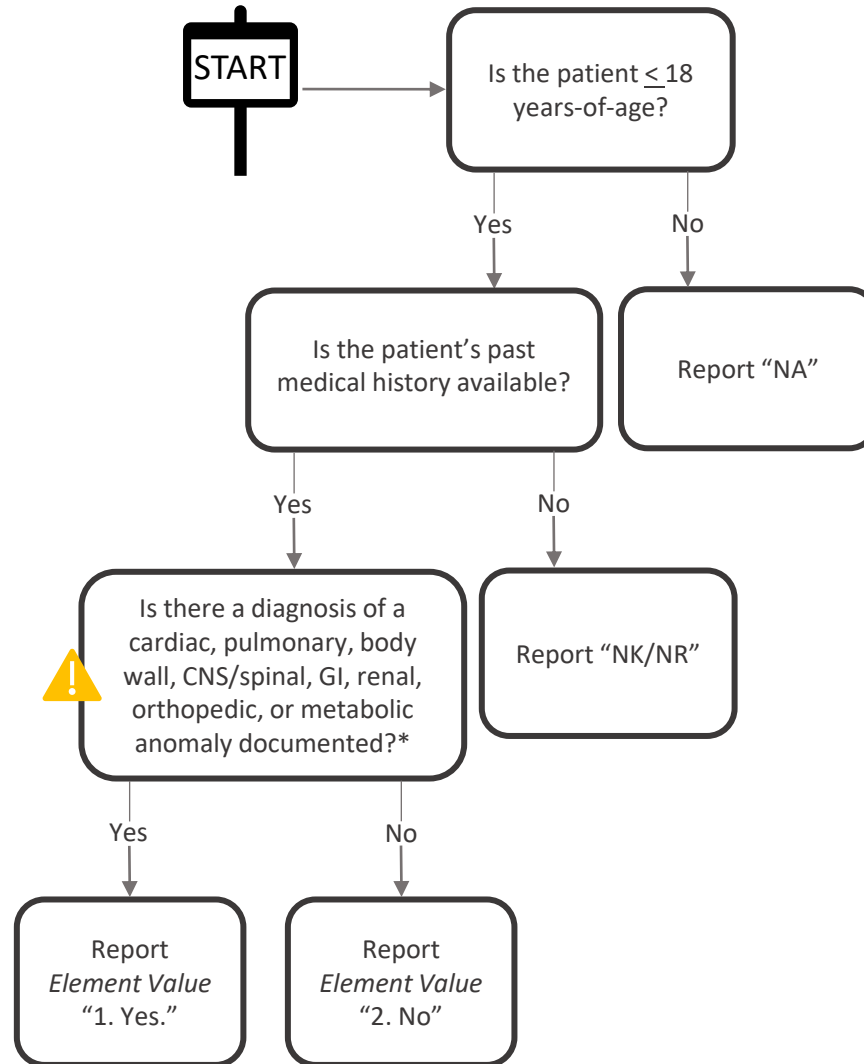 START
Is the patient < 18
years-of-age?
Yes
No
Is the patient’s past
medical history available?
Report “NA”
Yes
No
Is there a diagnosis of a
cardiac, pulmonary, body
wall, CNS/spinal, GI, renal,
orthopedic, or metabolic
anomaly documented?*
Report “NK/NR”
Yes
No
Report
Element Value
“1. Yes.”
Report
Element Value
“2. No”